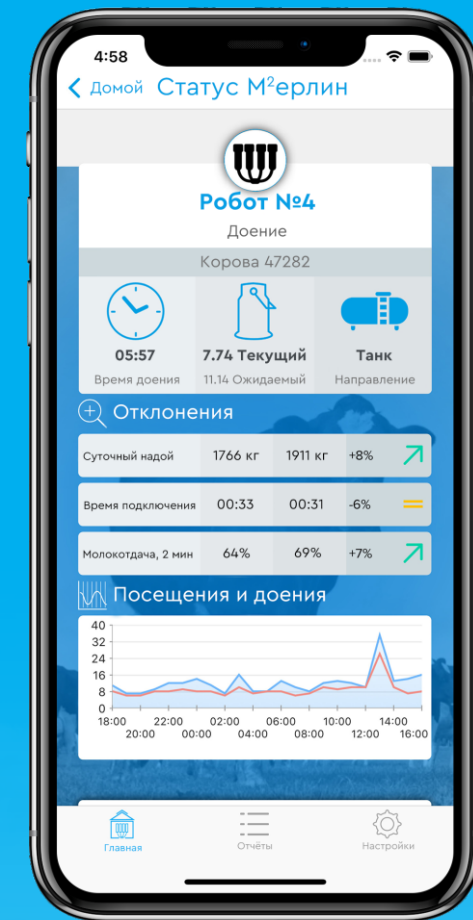 4:58
Домой Статус М²ерлин
Робот №4
Доение
Корова 47282
05:57 7.74 Текущий Танк
Время доения 11.14 Ожидаемый Направление
Отклонения
Суточный надой 1766 кг 1911 кг +8%
Время подключения 00:33 00:31 -6% =
Молокотдача, 2 мин 64% 69% +7%
Посещения и доения
40
32
24
16
8
0
18:00 22:00 02:00 06:00 10:00 14:00
20:00 00:00 04:00 08:00 12:00 16:00
Главная Отчёты Настройки